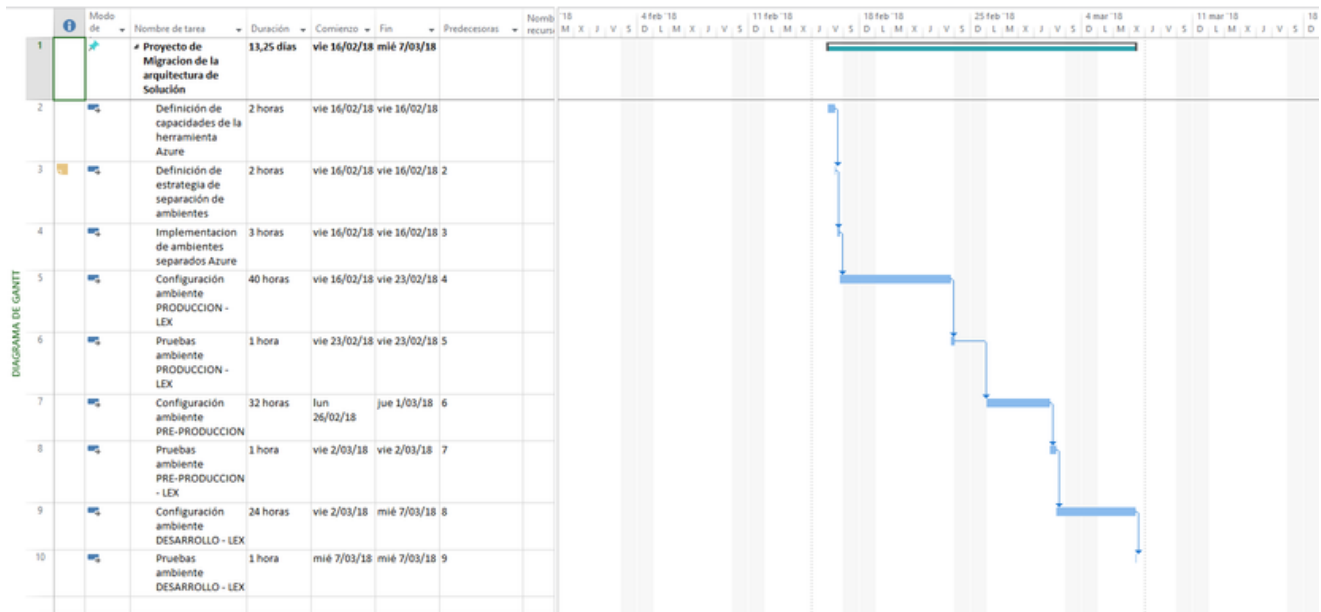 Modo de
Nombre de tarea
Duración
Comienzo
Fin
Predecesoras
Nomb
recurs
'18
4 feb '18
11 feb '18
18 feb '18
25 feb '18
4 mar '18
11 mar '18
18
M X J V S D L M X J V S D L M X J V S D L M X J V S D L M X J V S D L M X J V S D L M X J V S D
1
Proyecto de
Migracion de la
arquitectura de
Solución
13,25 días
vie 16/02/18
mié 7/03/18
2
Definición de
capacidades de la
herramienta
Azure
2 horas
vie 16/02/18
vie 16/02/18
3
Definición de
estrategia de
separación de
ambientes
2 horas
vie 16/02/18
vie 16/02/18
2
4
Implementacion
de ambientes
separados Azure
3 horas
vie 16/02/18
vie 16/02/18
3
5
Configuración
ambiente
PRODUCCION -
LEX
40 horas
vie 16/02/18
vie 23/02/18
4
6
Pruebas
ambiente
PRODUCCION -
LEX
1 hora
vie 23/02/18
vie 23/02/18
5
7
Configuración
ambiente
PRE-PRODUCCION
32 horas
lun
26/02/18
jue 1/03/18
6
8
Pruebas
ambiente
PRE-PRODUCCION
- LEX
1 hora
vie 2/03/18
vie 2/03/18
7
9
Configuración
ambiente
DESARROLLO - LEX
24 horas
vie 2/03/18
mié 7/03/18
8
10
Pruebas
ambiente
DESARROLLO - LEX
1 hora
mié 7/03/18
mié 7/03/18
9
DIAGRAMA DE GANTT